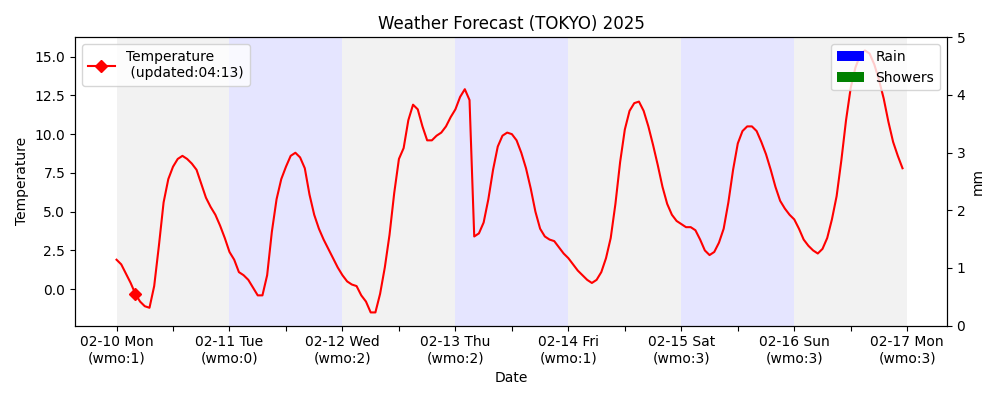 Weather Forecast (TOKYO) 2025
Temperature
(updated:04:13)
Rain
Showers
Temperature
15.0
12.5
10.0
7.5
5.0
2.5
0.0
5
4
3
2
1
0
mm
02-10 Mon
(wmo:1)
02-11 Tue
(wmo:0)
02-12 Wed
(wmo:2)
02-13 Thu
(wmo:2)
02-14 Fri
(wmo:1)
02-15 Sat
(wmo:3)
02-16 Sun
(wmo:3)
02-17 Mon
(wmo:3)
Date